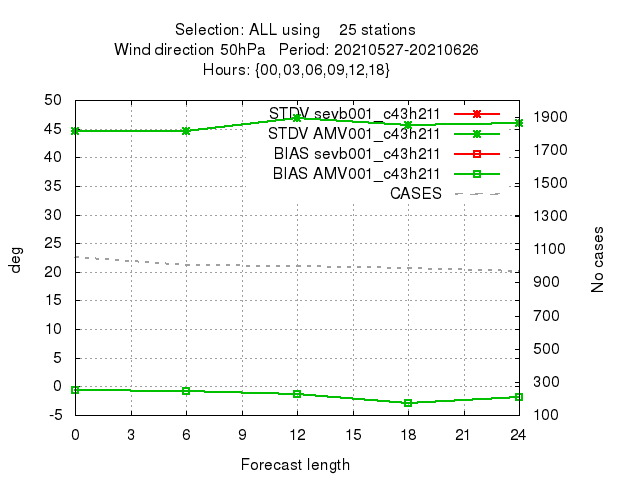 Selection: ALL using 25 stations
Wind direction 50hPa Period: 20210527-20210626
Hours: {00,03,06,09,12,18}
STDV sevb001_c43h211
STDV AMV001_c43h211
BIAS sevb001_c43h211
BIAS AMV001_c43h211
CASES
50
45
40
35
30
25
20
15
10
5
0
-5
deg
1900
1700
1500
1300
1100
900
700
500
300
100
No cases
0 3 6 9 12 15 18 21 24
Forecast length